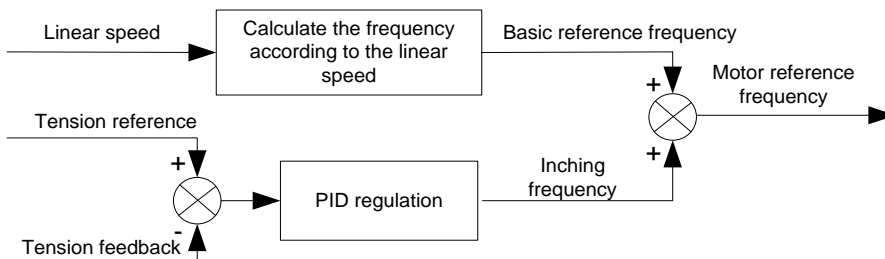 Linear speed
Calculate the frequency
according to the linear
speed
Basic reference frequency
+
Motor reference
frequency
Tension reference
+
+
Inching
frequency
PID regulation
-
Tension feedback